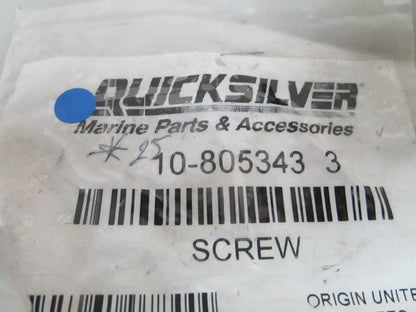 QUICKSILVER
Marine Parts & Accessories
* 25
10-805343 3
SCREW
ORIGIN UNITE